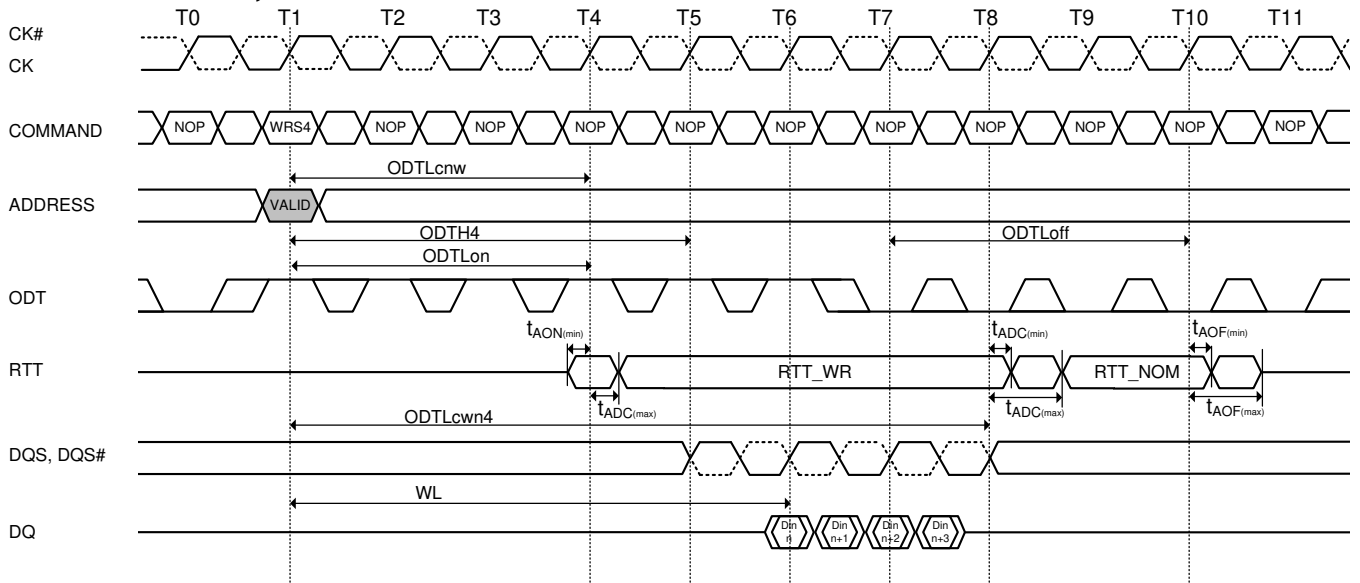 T0 T1 T2 T3 T4 T5 T6 T7 T8 T9 T10 T11
CK#
CK
COMMAND NOP WRS4 NOP NOP NOP NOP NOP NOP NOP NOP NOP NOP
ODTLcnw
ADDRESS VALID
ODTH4 ODTLoff
ODTLon
ODT
tAON(min) tADC(min) tAOF(min)
RTT RTT_WR RTT_NOM
tADC(max) tADC(max) tAOF(max)
ODTLcwn4
DQS, DQS#
WL
DQ Din n Din n+1 Din n+2 Din n+3